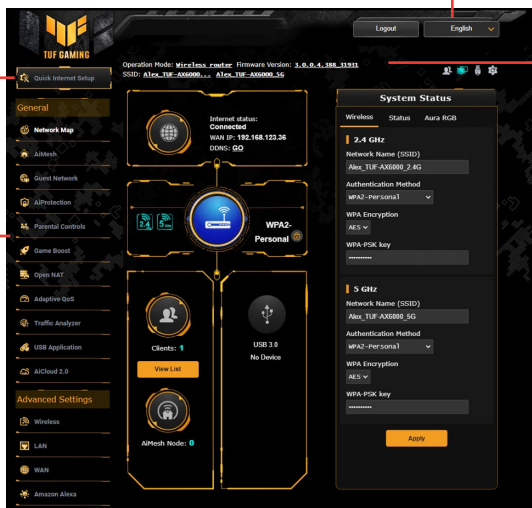 TUF GAMING
Logout
English
Operation Mode: Wireless router Firmware Version: 3.0.0.4.388_31931
SSID: Alex_TUF-AX6000... Alex_TUF-AX6000_5G
Quick Internet Setup
General
Network Map
AiMesh
Guest Network
AiProtection
Parental Controls
Game Boost
Open NAT
Adaptive QoS
Traffic Analyzer
USB Application
AiCloud 2.0
Advanced Settings
Wireless
LAN
WAN
Amazon Alexa
Internet status:
Connected
WAN IP: 192.168.123.36
DDNS: GO
2.4
5
WPA2-
Personal
Clients: 1
View List
AiMesh Node: 0
USB 3.0
No Device
System Status
Wireless Status Aura RGB
2.4 GHz
Network Name (SSID)
Alex_TUF-AX6000_2.4G
Authentication Method
WPA2-Personal
WPA Encryption
AES
WPA-PSK key
5 GHz
Network Name (SSID)
Alex_TUF-AX6000_5G
Authentication Method
WPA2-Personal
WPA Encryption
AES
WPA-PSK key
Apply